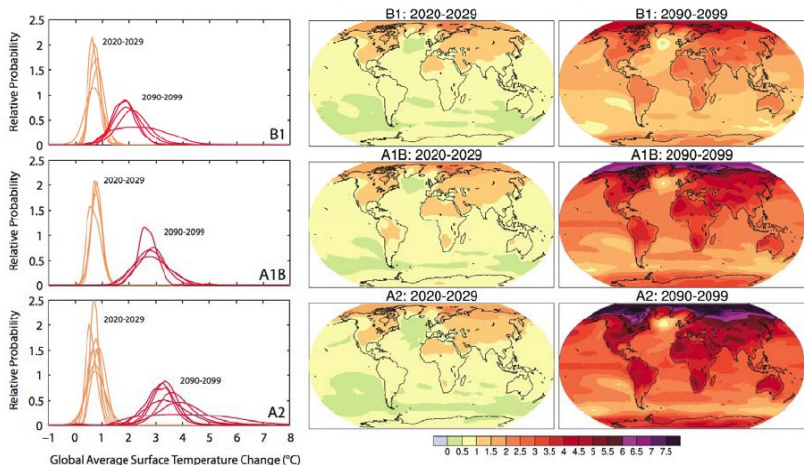 2.5
2
1.5
1
0.5
0
Relative Probability
2020-2029
2090-2099
B1
2.5
2
1.5
1
0.5
0
Relative Probability
2020-2029
2090-2099
A1B
2.5
2
1.5
1
0.5
0
Relative Probability
2020-2029
2090-2099
A2
−1 0 1 2 3 4 5 6 7 8
Global Average Surface Temperature Change (°C)
B1: 2020-2029
B1: 2090-2099
A1B: 2020-2029
A1B: 2090-2099
A2: 2020-2029
A2: 2090-2099
0 0.5 1 1.5 2 2.5 3 3.5 4 4.5 5 5.5 6 6.5 7 7.5
(°C)